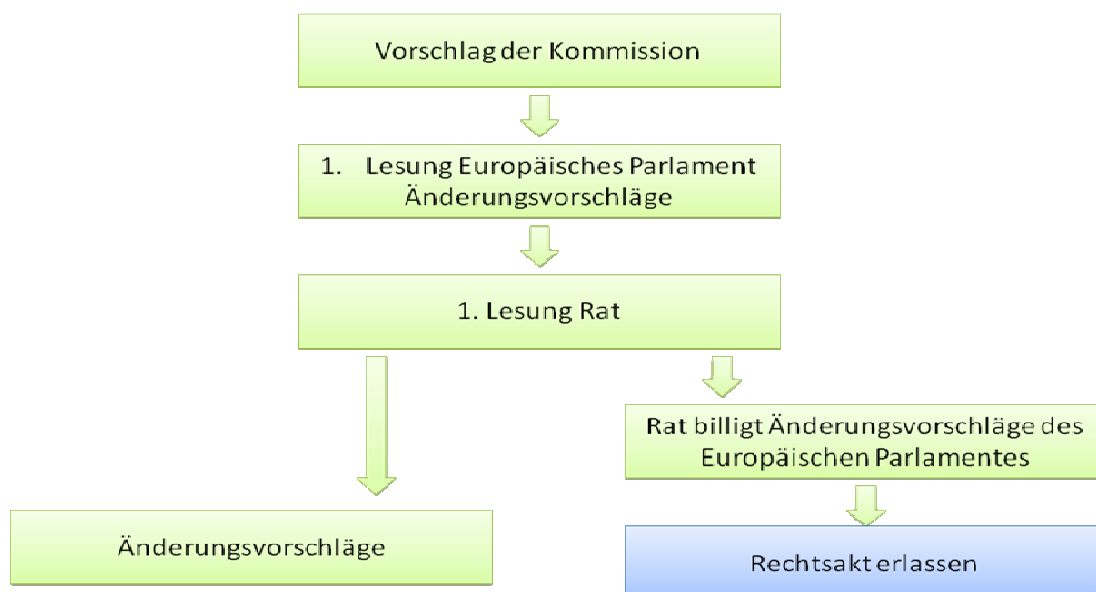 Vorschlag der Kommission
1. Lesung Europäisches Parlament
Änderungsvorschläge
1. Lesung Rat
Rat billigt Änderungsvorschläge des
Europäischen Parlamentes
Änderungsvorschläge
Rechtsakt erlassen